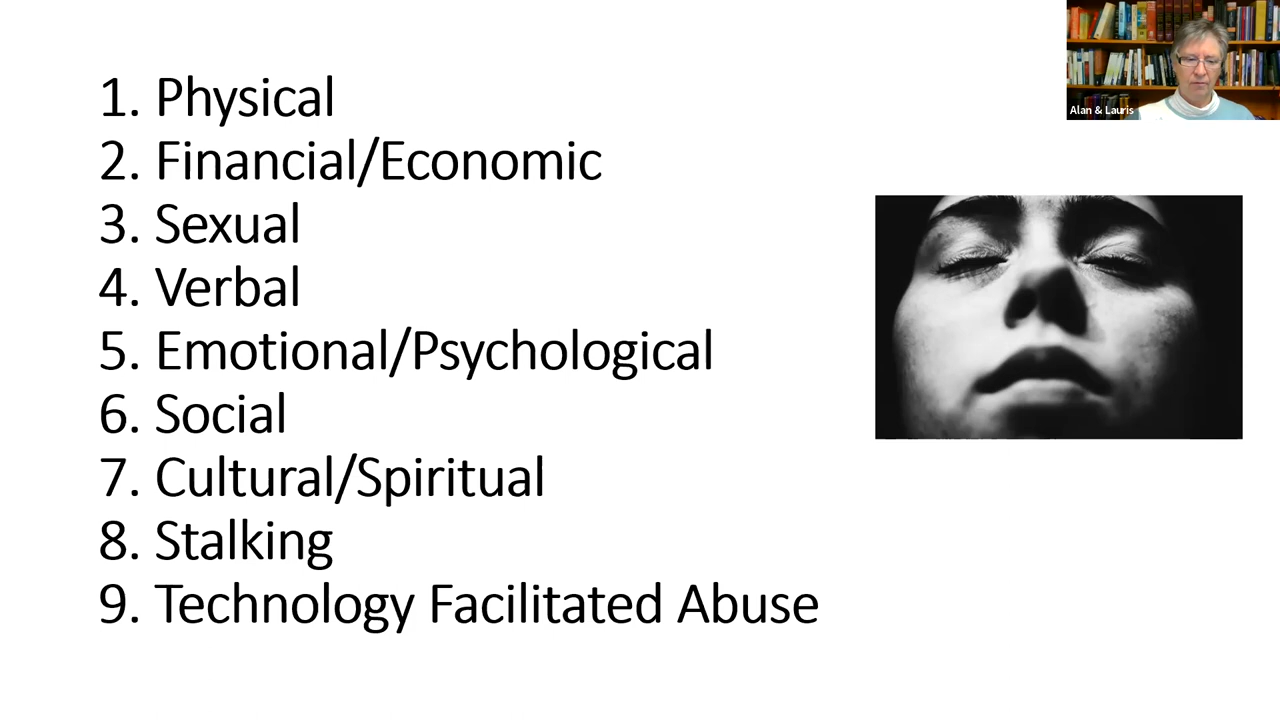 1. Physical
2. Financial/Economic
3. Sexual
4. Verbal
5. Emotional/Psychological
6. Social
7. Cultural/Spiritual
8. Stalking
9. Technology Facilitated Abuse
Alan & Lauris